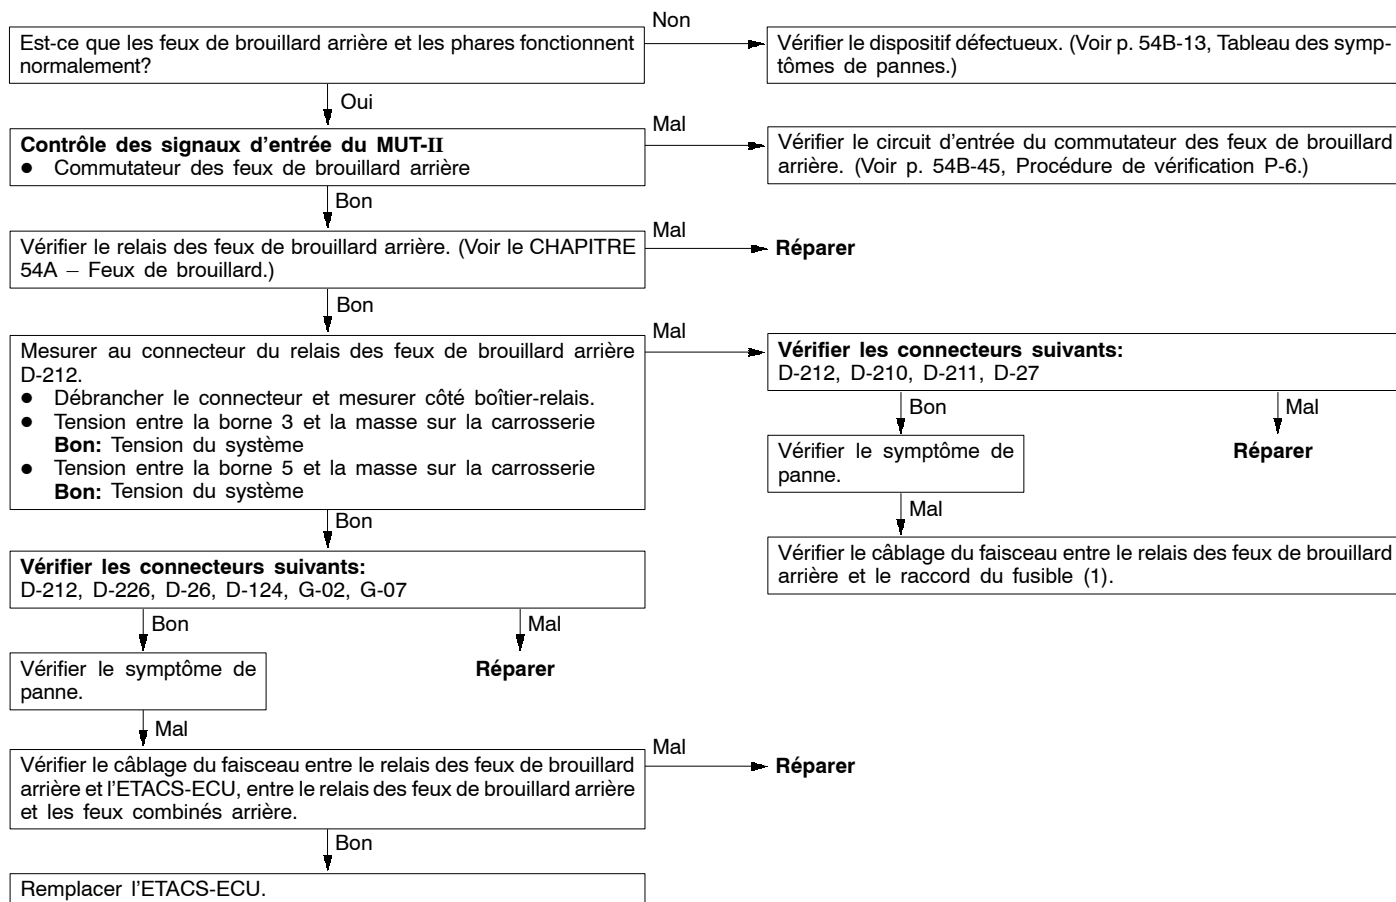 Est-ce que les feux de brouillard arrière et les phares fonctionnent
normalement?
Non
Vérifier le dispositif défectueux. (Voir p. 54B-13, Tableau des symp-
tômes de pannes.)
Oui
Contrôle des signaux d'entrée du MUT-II
● Commutateur des feux de brouillard arrière
Mal
Vérifier le circuit d'entrée du commutateur des feux de brouillard
arrière. (Voir p. 54B-45, Procédure de vérification P-6.)
Bon
Vérifier le relais des feux de brouillard arrière. (Voir le CHAPITRE
54A – Feux de brouillard.)
Mal
Réparer
Bon
Mesurer au connecteur du relais des feux de brouillard arrière
D-212.
● Débrancher le connecteur et mesurer côté boîtier-relais.
● Tension entre la borne 3 et la masse sur la carrosserie
Bon: Tension du système
● Tension entre la borne 5 et la masse sur la carrosserie
Bon: Tension du système
Mal
Vérifier les connecteurs suivants:
D-212, D-210, D-211, D-27
Bon
Mal
Vérifier le symptôme de
panne.
Réparer
Mal
Vérifier le câblage du faisceau entre le relais des feux de brouillard
arrière et le raccord du fusible (1).
Bon
Vérifier les connecteurs suivants:
D-212, D-226, D-26, D-124, G-02, G-07
Bon
Mal
Vérifier le symptôme de
panne.
Réparer
Mal
Vérifier le câblage du faisceau entre le relais des feux de brouillard
arrière et l'ETACS-ECU, entre le relais des feux de brouillard arrière
et les feux combinés arrière.
Mal
Réparer
Bon
Remplacer l'ETACS-ECU.